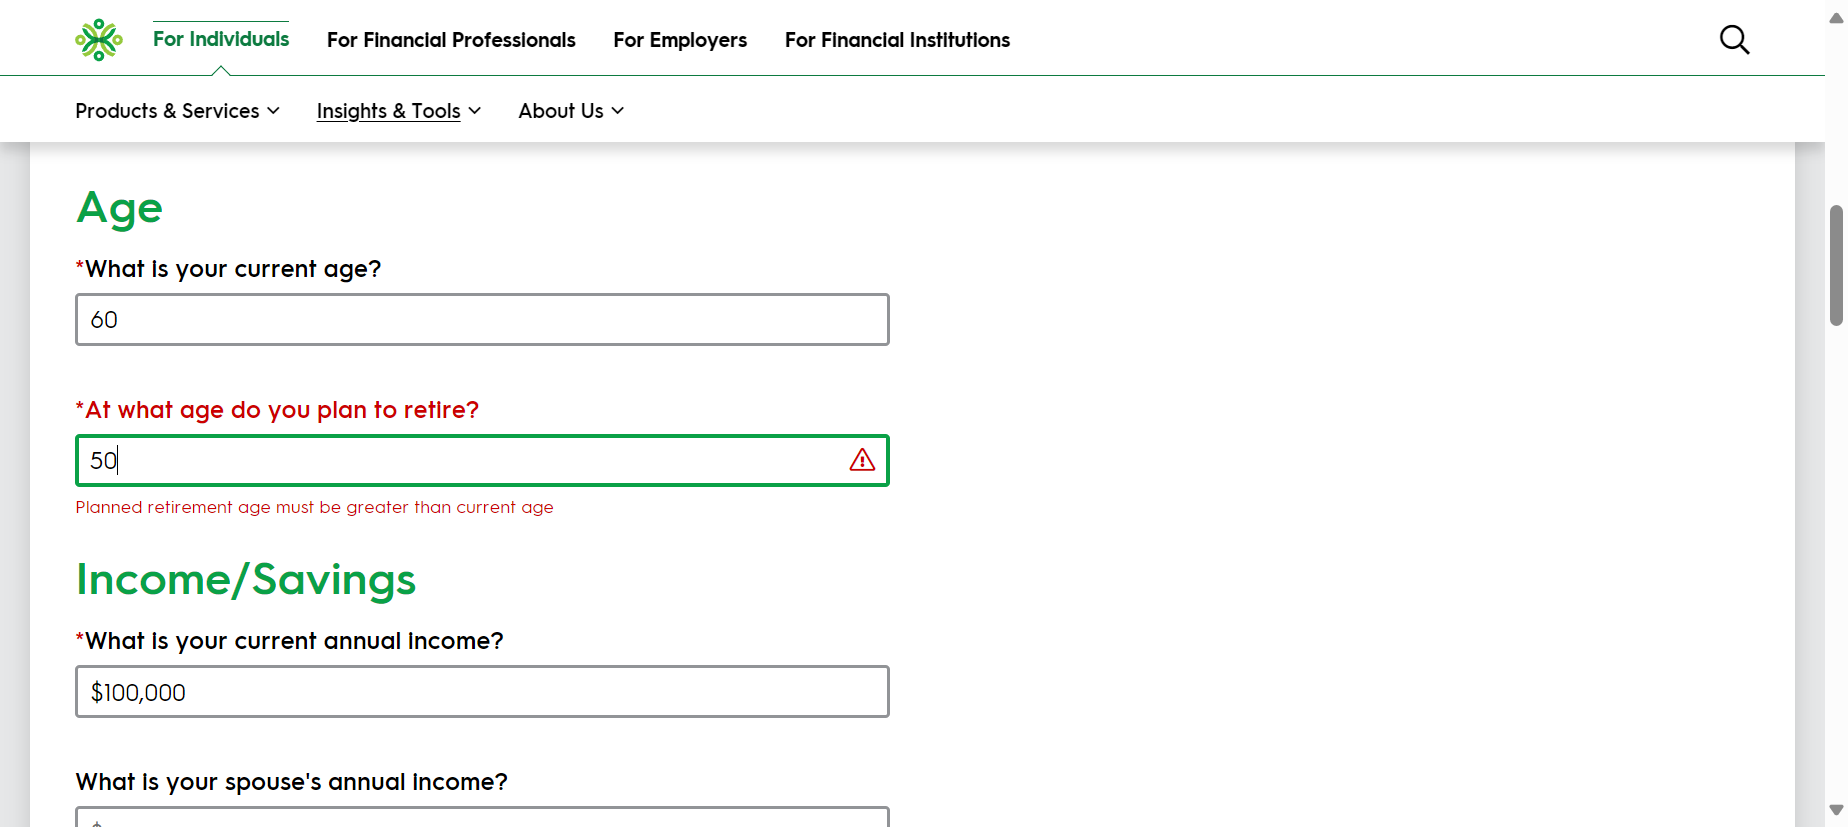 For Individuals For Financial Professionals For Employers For Financial Institutions
Products & Services Insights & Tools About Us
Age
*What is your current age?
60
*At what age do you plan to retire?
50
Planned retirement age must be greater than current age
Income/Savings
*What is your current annual income?
$100,000
What is your spouse's annual income?